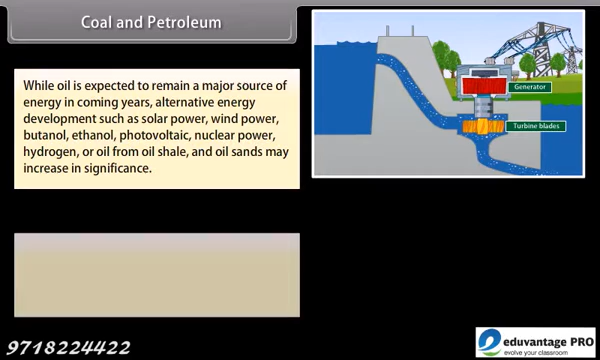 Coal and Petroleum
While oil is expected to remain a major source of
energy in coming years, alternative energy
development such as solar power, wind power,
butanol, ethanol, photovoltaic, nuclear power,
hydrogen, or oil from oil shale, and oil sands may
increase in significance.
Generator
Turbine blades
9718224422
eduvantage PRO
evolve your classroom